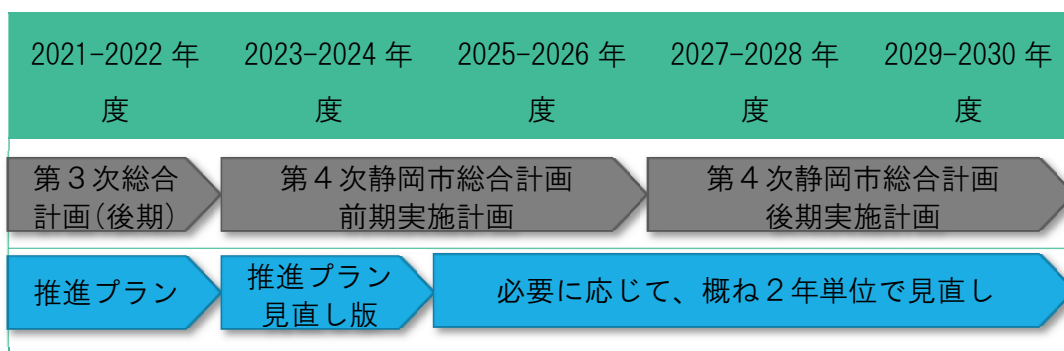 2021-2022 年
度
2023-2024 年
度
2025-2026 年
度
2027-2028 年
度
2029-2030 年
度
第３次総合
計画(後期)
第４次静岡市総合計画
前期実施計画
第４次静岡市総合計画
後期実施計画
推進プラン
推進プラン
見直し版
必要に応じて、概ね２年単位で見直し